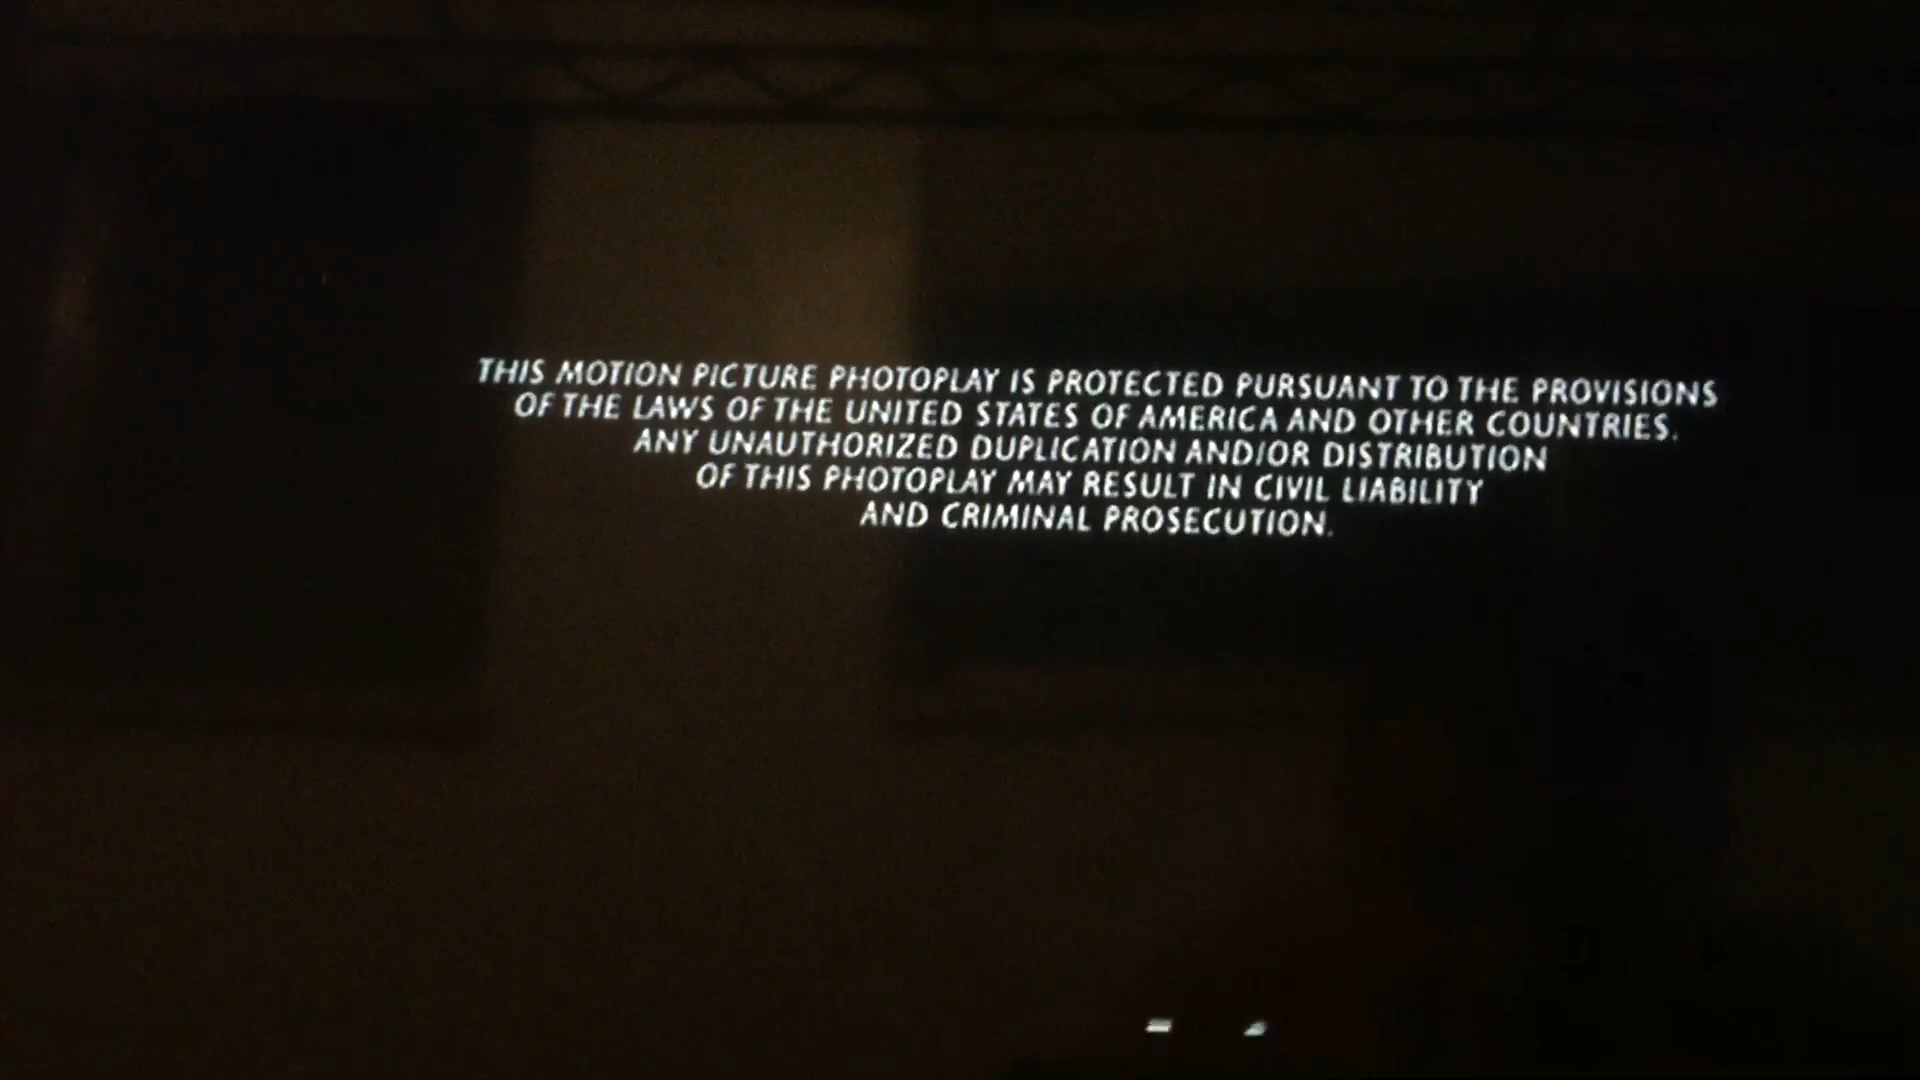 THIS MOTION PICTURE PHOTOPLAY IS PROTECTED PURSUANT TO THE PROVISIONS
OF THE LAWS OF THE UNITED STATES OF AMERICA AND OTHER COUNTRIES.
ANY UNAUTHORIZED DUPLICATION AND/OR DISTRIBUTION
OF THIS PHOTOPLAY MAY RESULT IN CIVIL LIABILITY
AND CRIMINAL PROSECUTION.